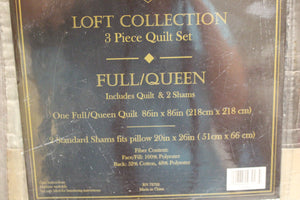 LOFT COLLECTION
3 Piece Quilt Set
FULL/QUEEN
Includes Quilt & 2 Shams
One Full/Queen Quilt 86in x 86in (218cm x 218 cm)
2 Standard Shams fits pillow 20in x 26in ( 51cm x 66 cm)
Fiber Content:
Face/Fill: 100% Polyester
Back: 52% Cotton, 48% Polyester
Made in China